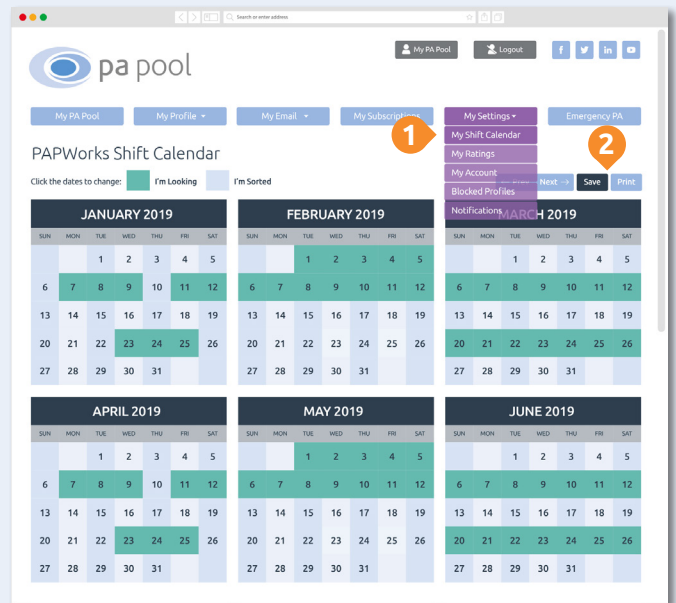 Search or enter address
pa pool
My PA Pool
Logout
My PA Pool
My Profile
My Email
My Subscriptions
My Settings
Emergency PA
1
My Shift Calendar
My Ratings
My Account
Blocked Profiles
Notifications
2
PAPWorks Shift Calendar
Click the dates to change:
I'm Looking
I'm Sorted
Next →
Save
Print
JANUARY 2019
SUN MON TUE WED THU FRI SAT
1 2 3 4 5
6 7 8 9 10 11 12
13 14 15 16 17 18 19
20 21 22 23 24 25 26
27 28 29 30 31
FEBRUARY 2019
SUN MON TUE WED THU FRI SAT
1 2 3 4 5
6 7 8 9 10 11 12
13 14 15 16 17 18 19
20 21 22 23 24 25 26
27 28 29 30 31
MARCH 2019
SUN MON TUE WED THU FRI SAT
1 2 3 4 5
6 7 8 9 10 11 12
13 14 15 16 17 18 19
20 21 22 23 24 25 26
27 28 29 30 31
APRIL 2019
SUN MON TUE WED THU FRI SAT
1 2 3 4 5
6 7 8 9 10 11 12
13 14 15 16 17 18 19
20 21 22 23 24 25 26
27 28 29 30 31
MAY 2019
SUN MON TUE WED THU FRI SAT
1 2 3 4 5
6 7 8 9 10 11 12
13 14 15 16 17 18 19
20 21 22 23 24 25 26
27 28 29 30 31
JUNE 2019
SUN MON TUE WED THU FRI SAT
1 2 3 4 5
6 7 8 9 10 11 12
13 14 15 16 17 18 19
20 21 22 23 24 25 26
27 28 29 30 31